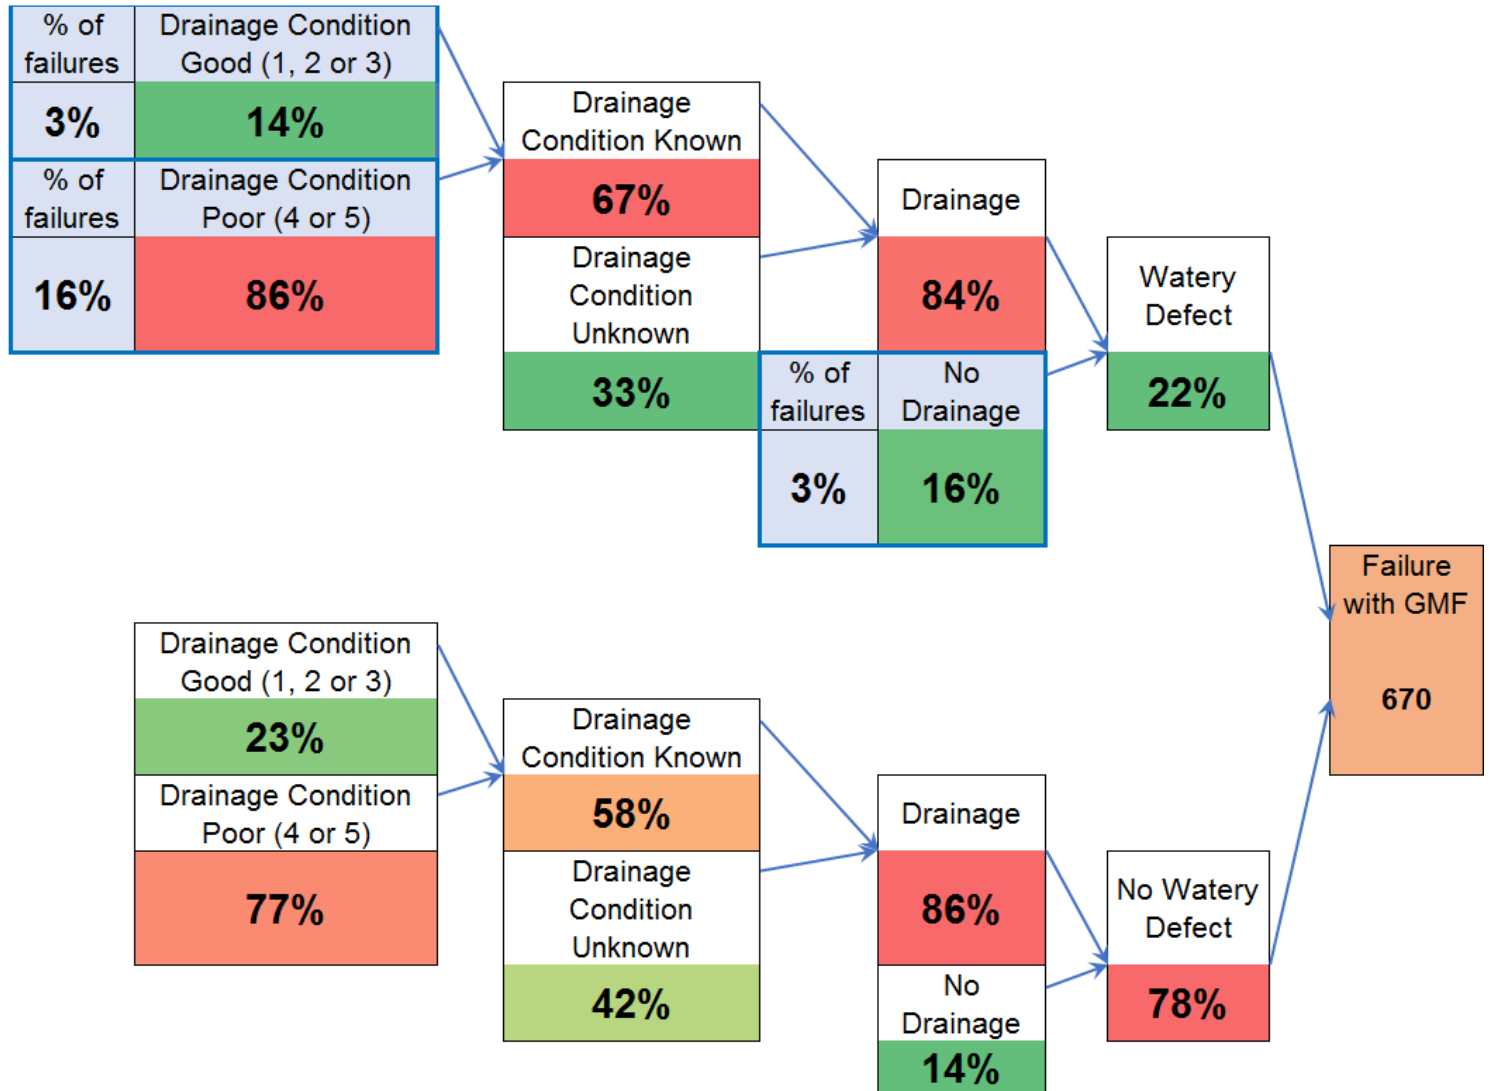 % of
failures
Drainage Condition
Good (1, 2 or 3)
3%
14%
% of
failures
Drainage Condition
Poor (4 or 5)
16%
86%
Drainage
Condition Known
67%
Drainage
Condition
Unknown
33%
Drainage
84%
% of
failures
No
Drainage
3%
16%
Watery
Defect
22%
Failure
with GMF
670
Drainage Condition
Good (1, 2 or 3)
23%
Drainage Condition
Poor (4 or 5)
77%
Drainage
Condition Known
58%
Drainage
Condition
Unknown
42%
Drainage
86%
No
Drainage
14%
No Watery
Defect
78%